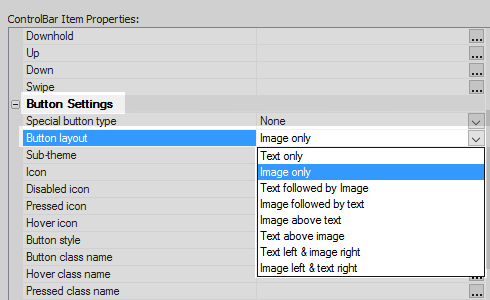 ControlBar Item Properties:
Downhold ...
Up ...
Down ...
Swipe ...
Button Settings
Special button type None
Button layout Image only
Sub-theme Text only
Icon Image only
Disabled icon Text followed by Image
Pressed icon Image followed by text
Hover icon Image above text
Button style Text above image
Button class name Text left & image right
Hover class name Image left & text right
Pressed class name ...